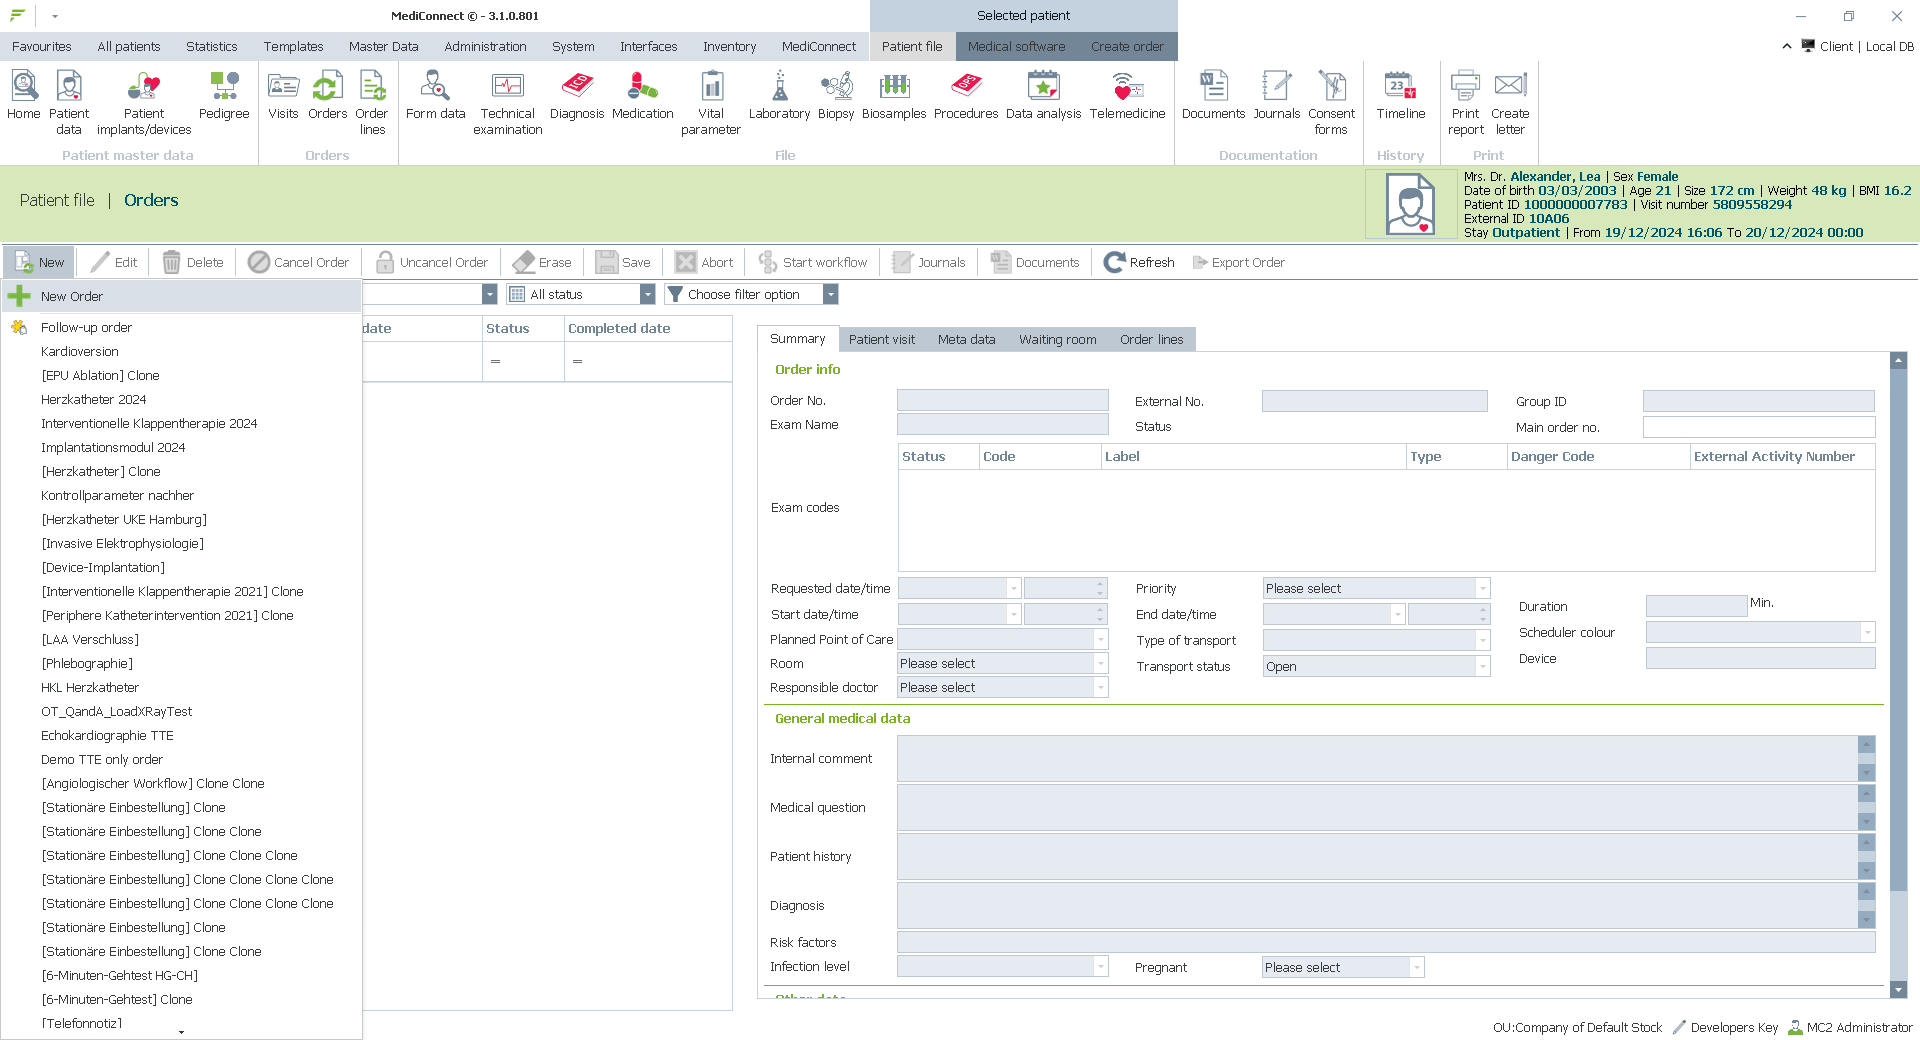 MediConnect © - 3.1.0.801
Selected patient
Favourites All patients Statistics Templates Master Data Administration System Interfaces Inventory MediConnect Patient file Medical software Create order
Client | Local DB
Home
Patient data
Patient implants/devices
Pedigree
Visits
Orders
Order lines
Form data
Technical examination
Diagnosis
Medication
Vital parameter
Laboratory
Biopsy
Biosamples
Procedures
Data analysis
Telemedicine
Documents
Journals
Consent forms
Timeline
Print report
Create letter
Patient master data Orders File Documentation History Print
Patient file | Orders
Mrs. Dr. Alexander, Lea | Sex Female
Date of birth 03/03/2003 | Age 21 | Size 172 cm | Weight 48 kg | BMI 16.2
Patient ID 1000000007783 | Visit number 5809558294
External ID 10A06
Stay Outpatient | From 19/12/2024 16:06 To 20/12/2024 00:00
New Edit Delete Cancel Order Uncancel Order Erase Save Abort Start workflow Journals Documents Refresh Export Order
New Order
Follow-up order
Kardioversion
[EPU Ablation] Clone
Herzkatheter 2024
Interventionelle Klappentherapie 2024
Implantationsmodul 2024
[Herzkatheter] Clone
Kontrollparameter nachher
[Herzkatheter UKE Hamburg]
[Invasive Elektrophysiologie]
[Device-Implantation]
[Interventionelle Klappentherapie 2021] Clone
[Periphere Katheterintervention 2021] Clone
[LAA Verschluss]
[Phlebographie]
HKL Herzkatheter
OT_QandA_LoadXRayTest
Echokardiographie TTE
Demo TTE only order
[Angiologischer Workflow] Clone Clone
[Stationäre Einbestellung] Clone
[Stationäre Einbestellung] Clone Clone
[Stationäre Einbestellung] Clone Clone Clone
[Stationäre Einbestellung] Clone Clone Clone Clone
[Stationäre Einbestellung] Clone Clone Clone Clone
[Stationäre Einbestellung] Clone
[Stationäre Einbestellung] Clone Clone
[6-Minuten-Gehtest HG-CH]
[6-Minuten-Gehtest] Clone
[Telefonnotiz]
All status Choose filter option
date Status Completed date
= =
Summary Patient visit Meta data Waiting room Order lines
Order info
Order No. External No. Group ID
Exam Name Status Main order no.
Status Code Label Type Danger Code External Activity Number
Exam codes
Requested date/time Priority Please select
Start date/time End date/time Duration Min.
Planned Point of Care Type of transport Scheduler colour
Room Please select Transport status Open Device
Responsible doctor Please select
General medical data
Internal comment
Medical question
Patient history
Diagnosis
Risk factors
Infection level Pregnant Please select
Other data
OU:Company of Default Stock Developers Key MC2 Administrator